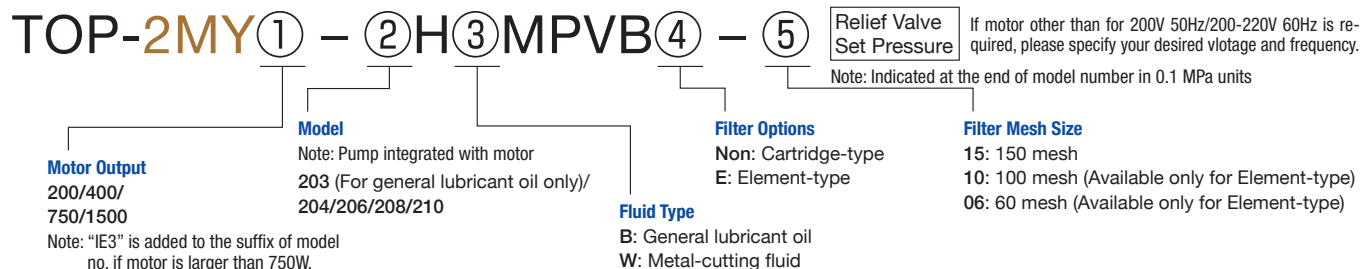 TOP-2MY① – ②H③MPVB④ – ⑤ Relief Valve Set Pressure
If motor other than for 200V 50Hz/200-220V 60Hz is re-
quired, please specify your desired vlotage and frequency.
Note: Indicated at the end of model number in 0.1 MPa units
Motor Output
200/400/
750/1500
Note: "IE3" is added to the suffix of model
no. if motor is larger than 750W.
Model
Note: Pump integrated with motor
203 (For general lubricant oil only)/
204/206/208/210
Fluid Type
B: General lubricant oil
W: Metal-cutting fluid
Filter Options
Non: Cartridge-type
E: Element-type
Filter Mesh Size
15: 150 mesh
10: 100 mesh (Available only for Element-type)
06: 60 mesh (Available only for Element-type)